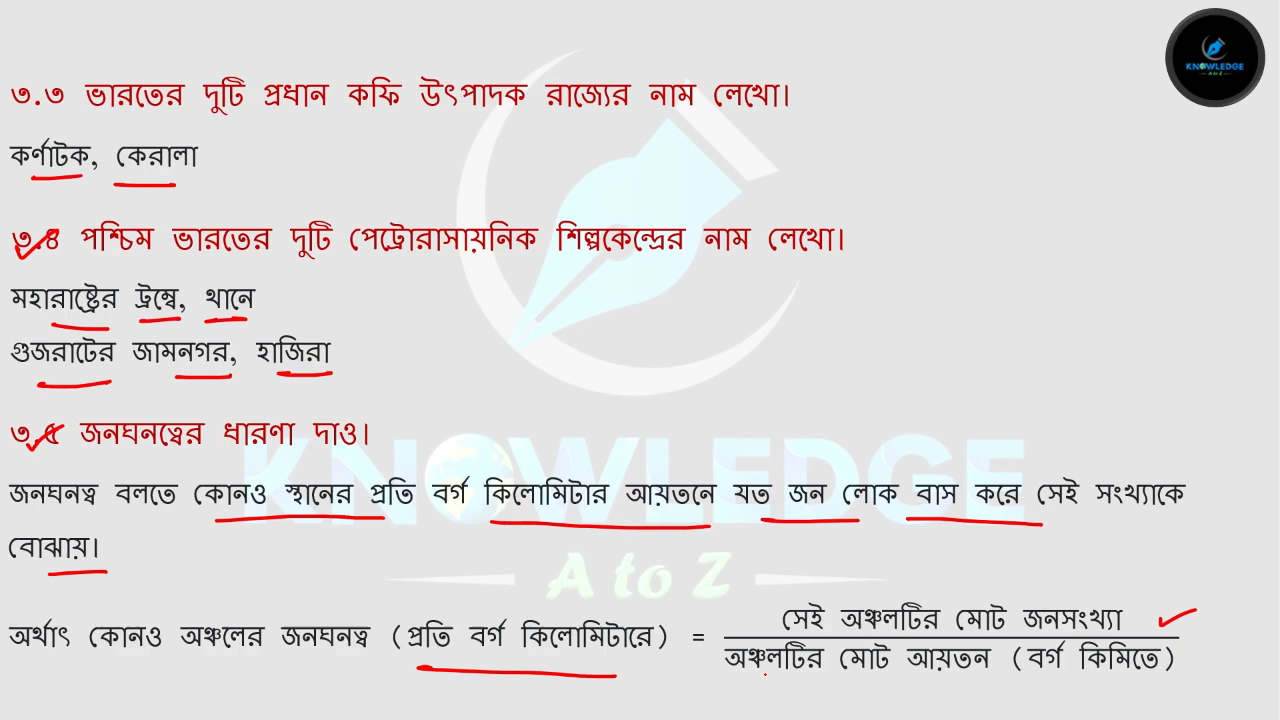 KNOWLEDGE
A to Z
৩.৩ ভারতের দুটি প্রধান কফি উৎপাদক রাজ্যের নাম লেখো।
কর্ণাটক, কেরালা
৩.৪ পশ্চিম ভারতের দুটি পেট্রোরাসায়নিক শিল্পকেন্দ্রের নাম লেখো।
মহারাষ্ট্রের ট্রম্বে, থানে
গুজরাটের জামনগর, হাজিরা
৩.৫ জনঘনত্বের ধারণা দাও।
KNOWLEDGE
জনঘনত্ব বলতে কোনও স্থানের প্রতি বর্গ কিলোমিটার আয়তনে যত জন লোক বাস করে সেই সংখ্যাকে
বোঝায়।
A to Z
অর্থাৎ কোনও অঞ্চলের জনঘনত্ব (প্রতি বর্গ কিলোমিটারে) = সেই অঞ্চলটির মোট জনসংখ্যা
অঞ্চলটির মোট আয়তন (বর্গ কিমিতে)